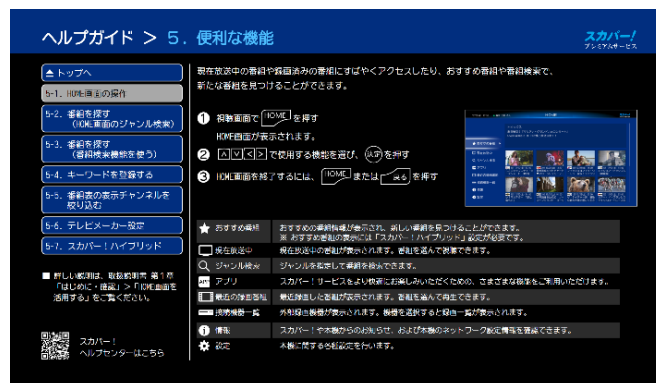 ヘルプガイド > 5. 便利な機能
スカパー!
プレミアムサービス
▲トップへ
5-1. HOME画面の操作
5-2. 番組を探す
(HOME画面のジャンル検索)
5-3. 番組を探す
(番組検索機能を使う)
5-4. キーワードを登録する
5-5. 番組表の表示チャンネルを
絞り込む
5-6. テレビメーカー設定
5-7. スカパー!ハイブリッド
■ 詳しい説明は、取扱説明書 第1章
「はじめに・確認」>「HOME画面を
活用する」をご覧ください。
スカパー!
ヘルプセンターはこちら
現在放送中の番組や録画済みの番組にすばやくアクセスしたり、おすすめ番組や番組検索で、
新たな番組を見つけることができます。
1 視聴画面で HOME を押す
HOME画面が表示されます。
2 ∧∨<> で使用する機能を選び、決定 を押す
3 HOME画面を終了するには、 HOME または 戻る を押す
おすすめ番組 おすすめの番組情報が表示され、新しい番組を見つけることができます。
※ おすすめ番組の表示には「スカパー!ハイブリッド」設定が必要です。
現在放送中 現在放送中の番組が表示されます。番組を選んで視聴できます。
ジャンル検索 ジャンルを指定して番組を検索できます。
APP アプリ スカパー!サービスをより快適にお楽しみいただくための、さまざまな機能をご利用いただけます。
最近の録画番組 最近録画した番組が表示されます。番組を選んで再生できます。
接続機器一覧 外部録画機器が表示されます。機器を選択すると録画一覧が表示されます。
情報 スカパー!や本機からのお知らせ、および本機のネットワーク設定情報を確認できます。
設定 本機に関する各種設定を行います。